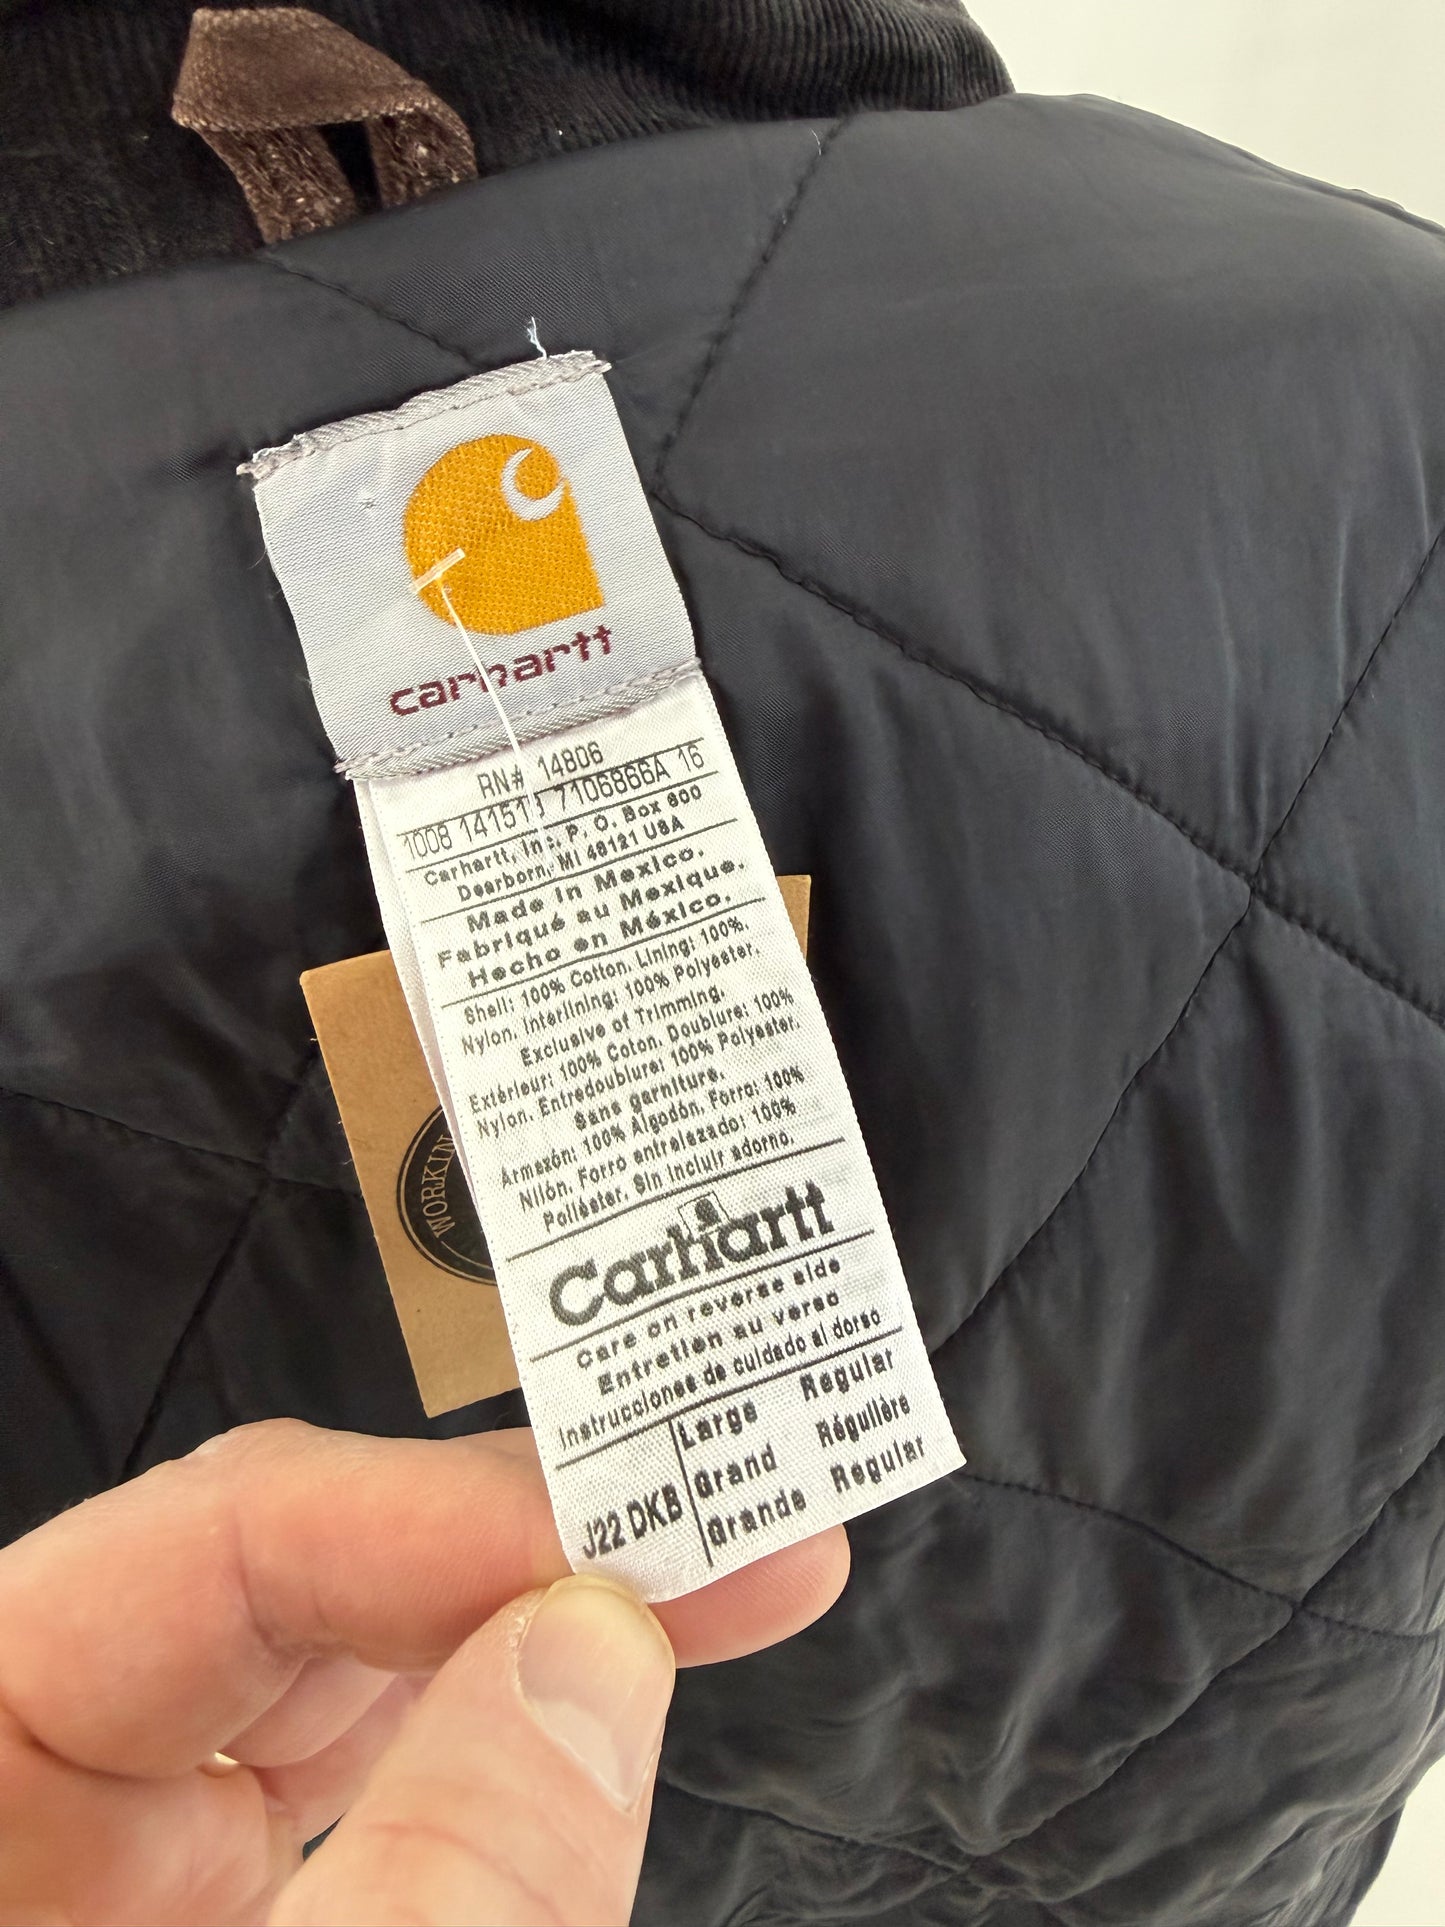 carhartt
RN# 14806
1008 14151 7106866A 16
Carhartt, Inc. P. O. Box 600
Dearborn, MI 48121 USA
Made in Mexico.
Fabriqué au Mexique.
Hecho en México.
Shell: 100% Cotton. Lining: 100%
Nylon. Interlining: 100% Polyester.
Exclusive of Trimming.
Extérieur: 100% Coton. Doublure: 100%
Nylon. Entredoublure: 100% Polyester.
Sans garniture.
Armazón: 100% Algodón. Forro: 100%
Nilón. Forro entrelazado: 100%
Poliéster. Sin incluir adorno.
Carhartt
Care on reverse side
Entretien au verso
Instrucciones de cuidado al dorso
J22 DKB
Large Regular
Grand Régulière
Grande Regular
WORKIN